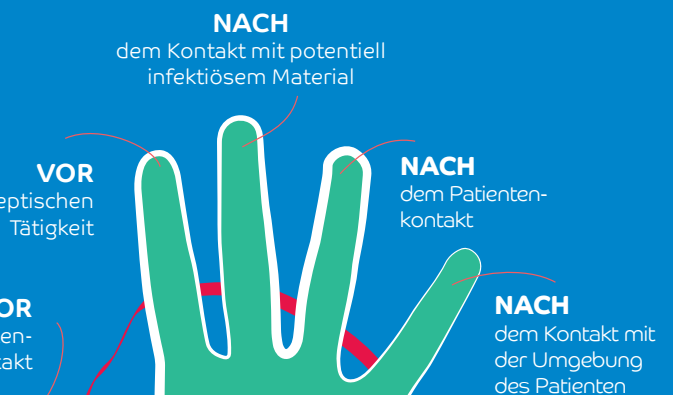 NACH
dem Kontakt mit potentiell
infektiösem Material
VOR
eptischen
Tätigkeit
NACH
dem Patienten-
kontakt
OR
en-
takt
NACH
dem Kontakt mit
der Umgebung
des Patienten